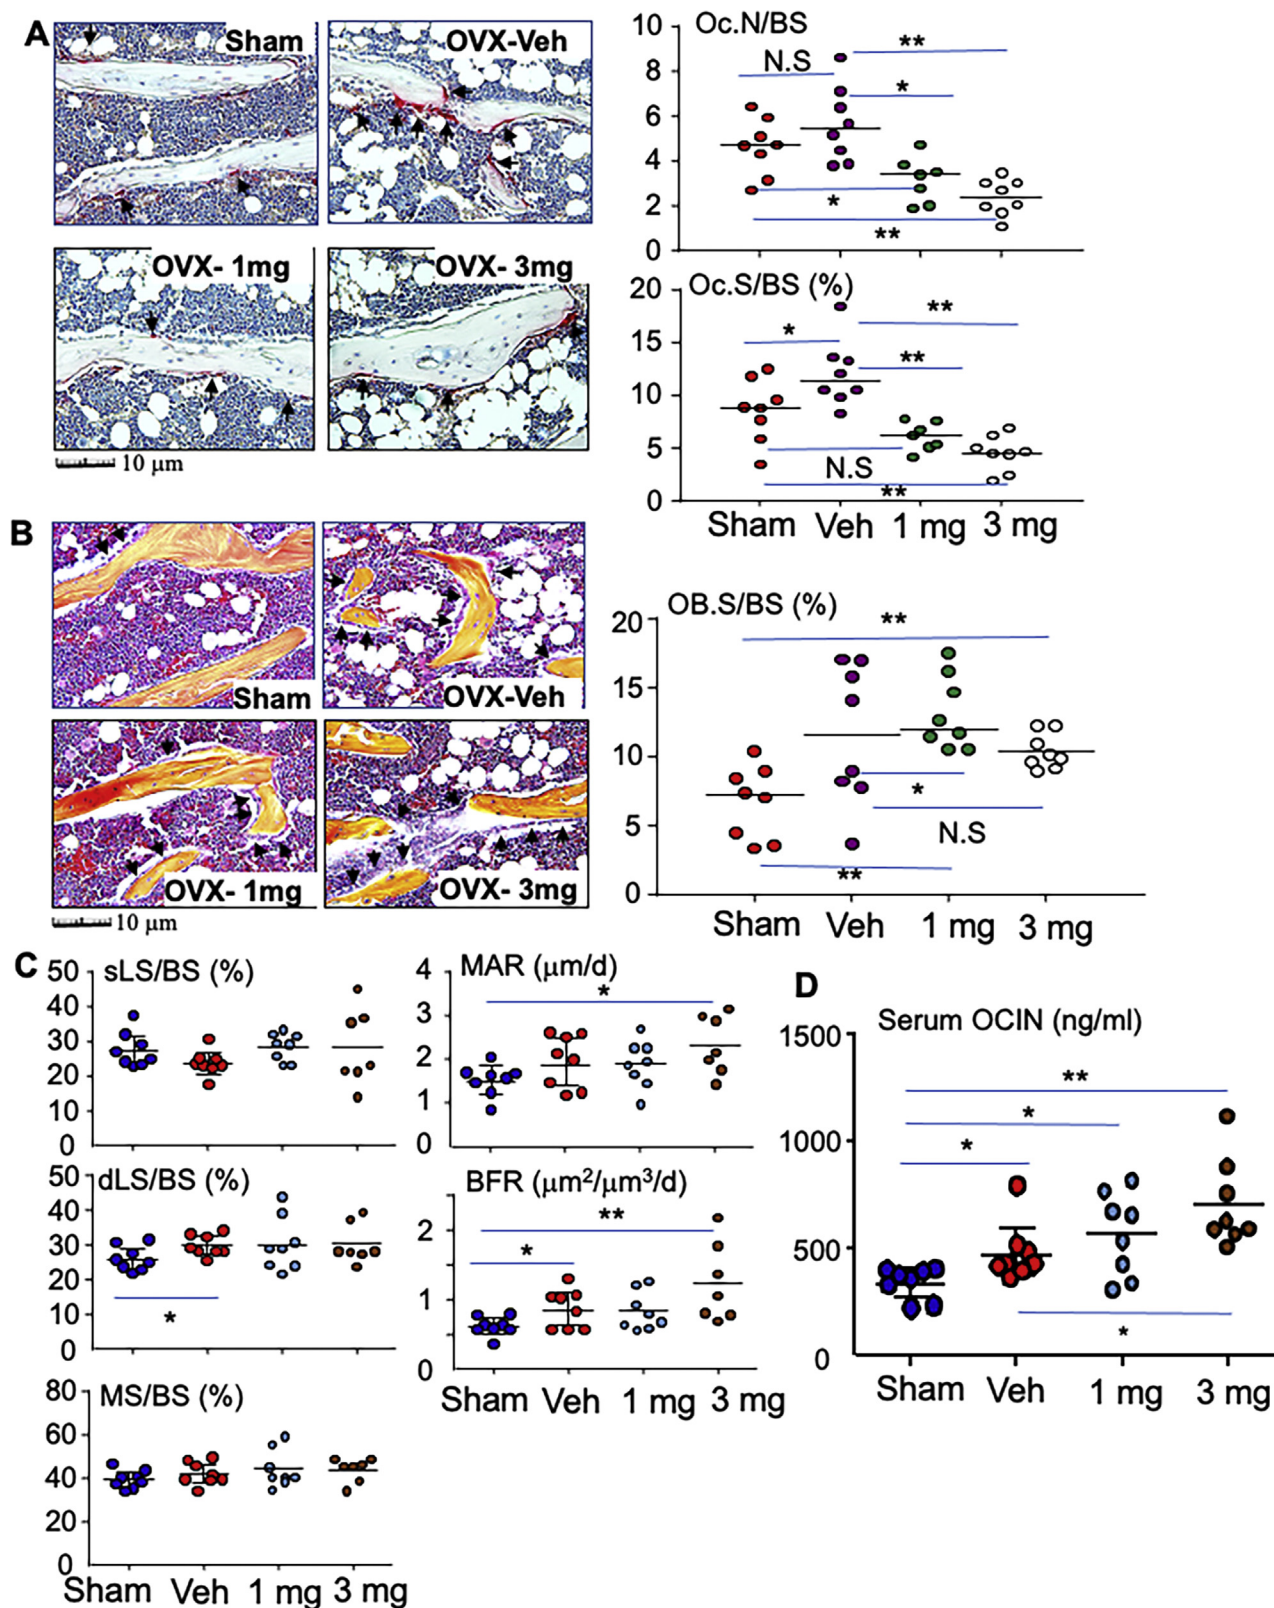 A
Sham
OVX-Veh
OVX- 1mg
OVX- 3mg
10 µm
Oc.N/BS
10
8
6
4
2
0
N.S
**
*
*
**
Oc.S/BS (%)
20
15
10
5
0
*
**
**
N.S
**
Sham Veh 1 mg 3 mg
B
Sham
OVX-Veh
OVX- 1mg
OVX- 3mg
10 µm
OB.S/BS (%)
20
15
10
5
0
**
*
N.S
**
Sham Veh 1 mg 3 mg
C
sLS/BS (%)
50
40
30
20
10
0
MAR (µm/d)
4
3
2
1
0
*
dLS/BS (%)
50
40
30
20
10
0
*
BFR (µm²/µm³/d)
2
1
0
**
*
Sham Veh 1 mg 3 mg
MS/BS (%)
80
60
40
20
0
Sham Veh 1 mg 3 mg
D
Serum OCIN (ng/ml)
1500
1000
500
0
**
*
*
*
Sham Veh 1 mg 3 mg